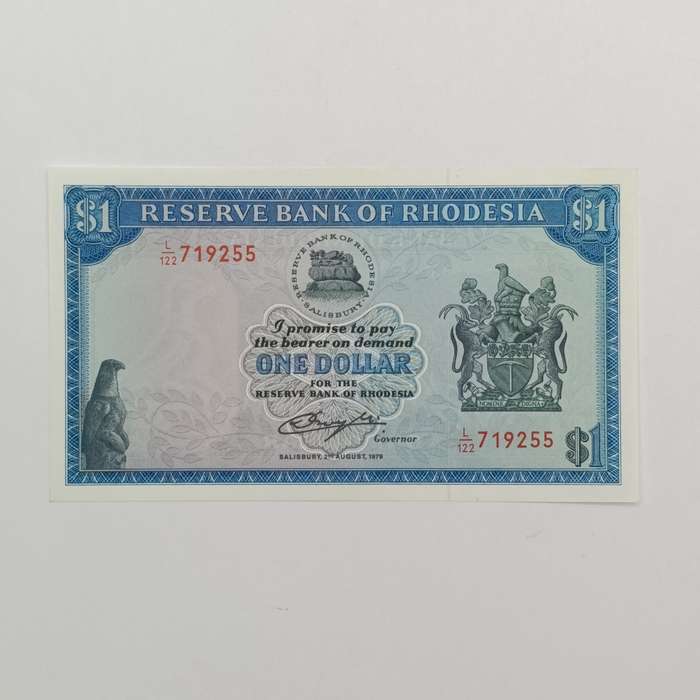 $1 RESERVE BANK OF RHODESIA $1
L/122 719255
RESERVE BANK OF RHODESIA
SALISBURY
I promise to pay
the bearer on demand
ONE DOLLAR
FOR THE
RESERVE BANK OF RHODESIA
Governor
SALISBURY, 2ND AUGUST, 1979
L/122 719255
$1